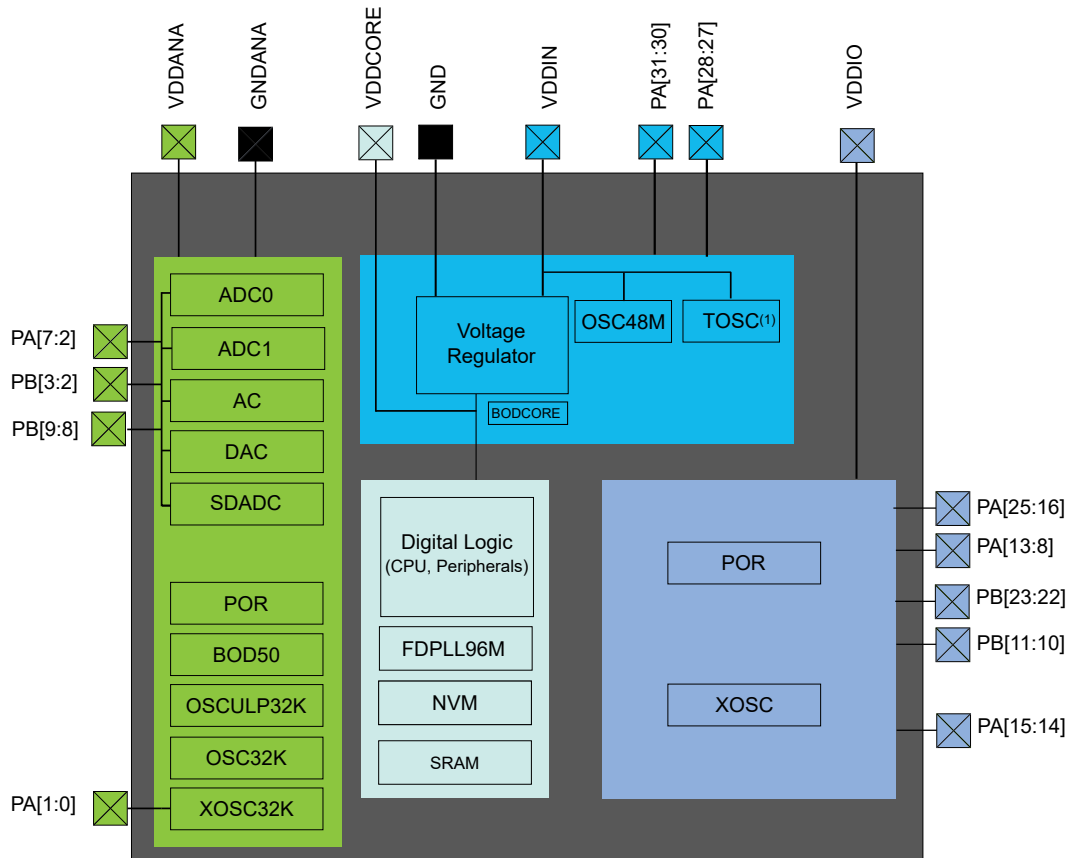 VDDANA
GNDANA
VDDCORE
GND
VDDIN
PA[31:30]
PA[28:27]
VDDIO
PA[7:2]
PB[3:2]
PB[9:8]
PA[1:0]
ADC0
ADC1
AC
DAC
SDADC
POR
BOD50
OSCULP32K
OSC32K
XOSC32K
Voltage
Regulator
OSC48M
TOSC(1)
BODCORE
Digital Logic
(CPU, Peripherals)
FDPLL96M
NVM
SRAM
POR
XOSC
PA[25:16]
PA[13:8]
PB[23:22]
PB[11:10]
PA[15:14]